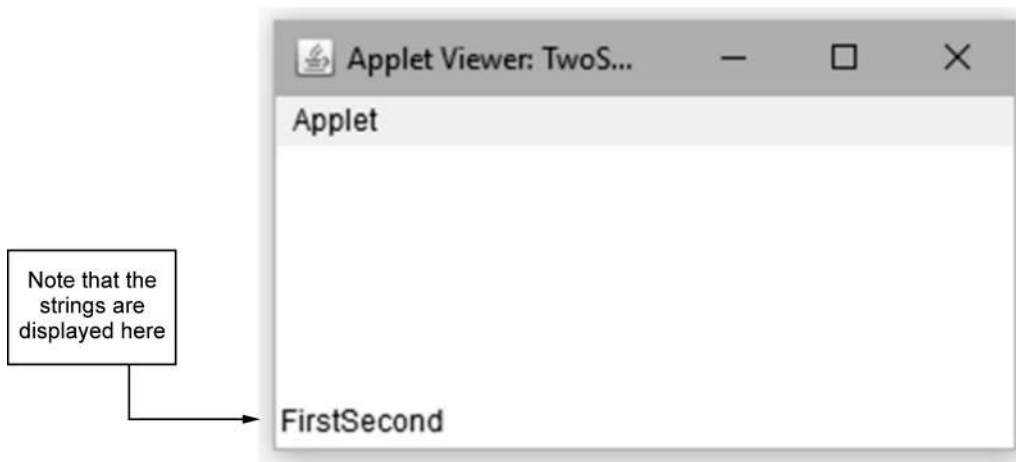 Applet Viewer: TwoS...
Applet
Note that the
strings are
displayed here
FirstSecond